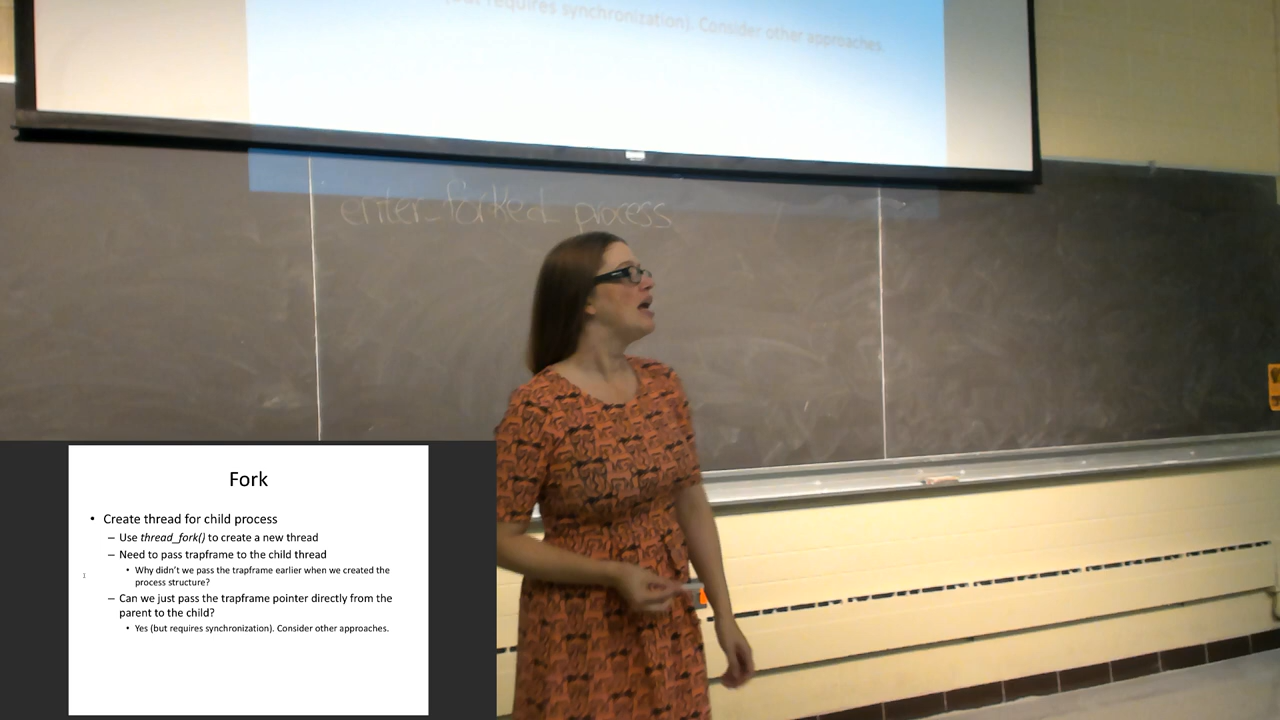 (but requires synchronization). Consider other approaches.
enter_forked_process
Fork
• Create thread for child process
– Use thread_fork() to create a new thread
– Need to pass trapframe to the child thread
• Why didn't we pass the trapframe earlier when we created the
process structure?
1
– Can we just pass the trapframe pointer directly from the
parent to the child?
• Yes (but requires synchronization). Consider other approaches.